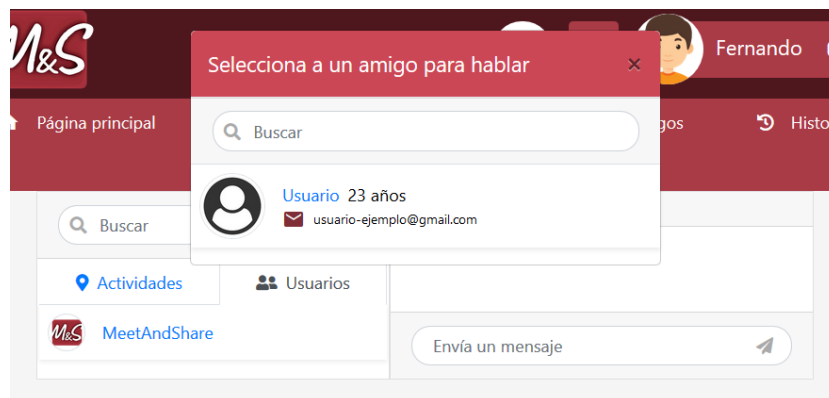 M&S
Selecciona a un amigo para hablar
×
Fernando
Página principal
Buscar
gos
Histo
Usuario 23 años
usuario-ejemplo@gmail.com
Buscar
Actividades
Usuarios
M&S
MeetAndShare
Envía un mensaje